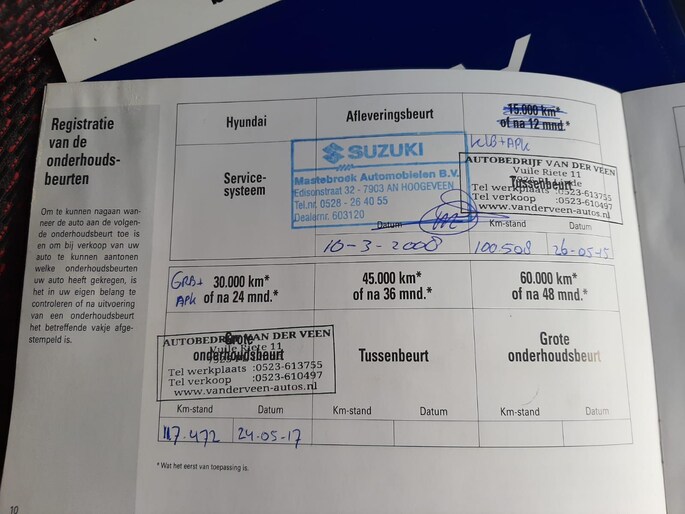 Registratie
van de
onderhouds-
beurten
Om te kunnen nagaan wan-
neer de auto aan de volgen-
de onderhoudsbeurt toe is
en om bij verkoop van uw
auto te kunnen aantonen
welke onderhoudsbeurten
uw auto heeft gekregen, is
het in uw eigen belang te
controleren of na uitvoering
van een onderhoudsbeurt
het betreffende vakje afge-
stempeld is.
10
Hyundai
Service-
systeem
Afleveringsbeurt
SUZUKI
Mastebroek Automobielen B.V.
Edisonstraat 32 - 7903 AN HOOGEVEEN
Tel.nr. 0528 - 26 40 55
Dealernr. 603120
Datum
10-3-2008
15.000 km*
of na 12 mnd.*
KLB+APK
AUTOBEDRIJF VAN DER VEEN
Vuile Riete 11
Tussenbeurt
Tel werkplaats :0523-613755
Tel verkoop :0523-610497
www.vanderveen-autos.nl
100508 26-05-15
GRB+
APK
30.000 km*
of na 24 mnd.*
AUTOBEDRIJF VAN DER VEEN
Grote
Vuile Riete 11
onderhoudsbeurt
Tel werkplaats :0523-613755
Tel verkoop :0523-610497
www.vanderveen-autos.nl
Km-stand Datum
117.472 24-05-17
45.000 km*
of na 36 mnd.*
Tussenbeurt
Km-stand Datum
60.000 km*
of na 48 mnd.*
Grote
onderhoudsbeurt
Km-stand Datum
* Wat het eerst van toepassing is.